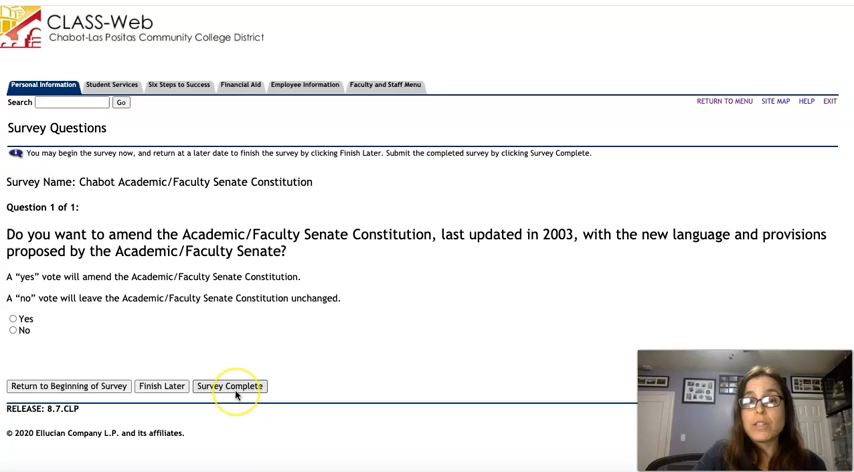 CLASS-Web
Chabot-Las Positas Community College District
Personal Information Student Services Six Steps to Success Financial Aid Employee Information Faculty and Staff Menu
Search Go RETURN TO MENU SITE MAP HELP EXIT
Survey Questions
You may begin the survey now, and return at a later date to finish the survey by clicking Finish Later. Submit the completed survey by clicking Survey Complete.
Survey Name: Chabot Academic/Faculty Senate Constitution
Question 1 of 1:
Do you want to amend the Academic/Faculty Senate Constitution, last updated in 2003, with the new language and provisions
proposed by the Academic/Faculty Senate?
A “yes” vote will amend the Academic/Faculty Senate Constitution.
A “no” vote will leave the Academic/Faculty Senate Constitution unchanged.
Yes
No
Return to Beginning of Survey Finish Later Survey Complete
RELEASE: 8.7.CLP
© 2020 Ellucian Company L.P. and its affiliates.